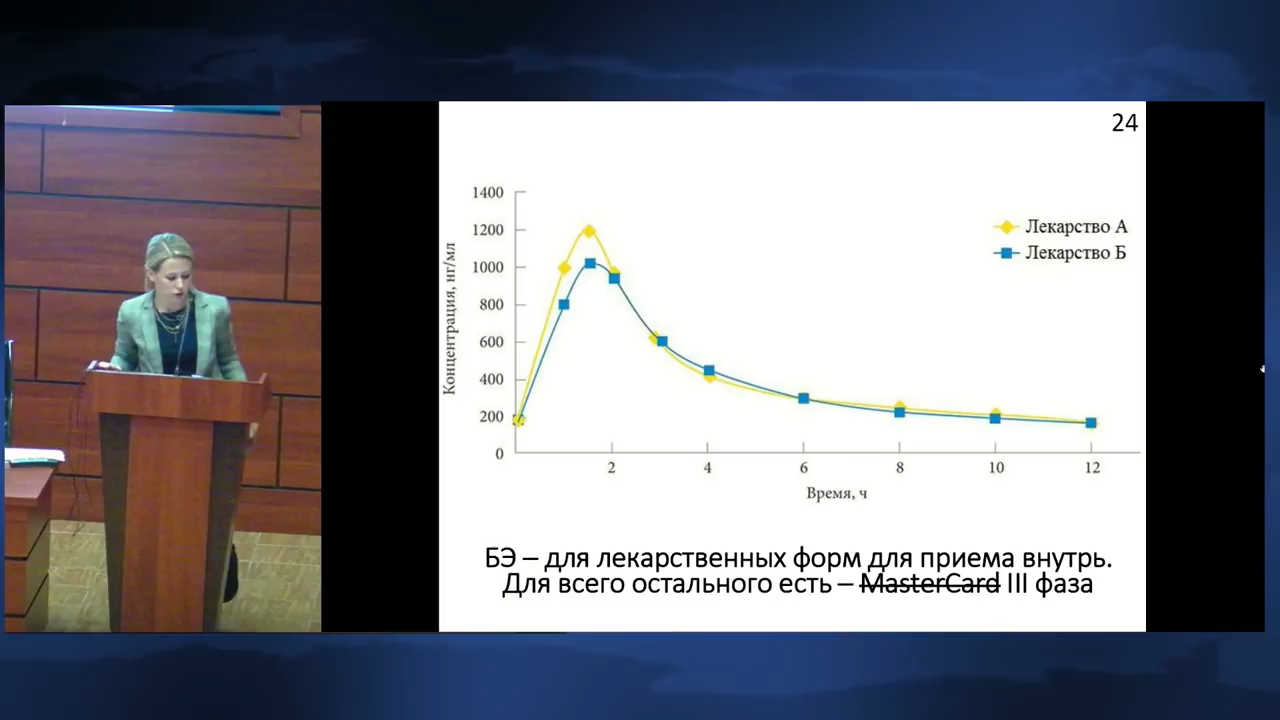 24
1400
1200
1000
800
600
400
200
0
Концентрация, нг/мл
Лекарство А
Лекарство Б
2 4 6 8 10 12
Время, ч
БЭ – для лекарственных форм для приема внутрь.
Для всего остального есть – MasterCard III фаза